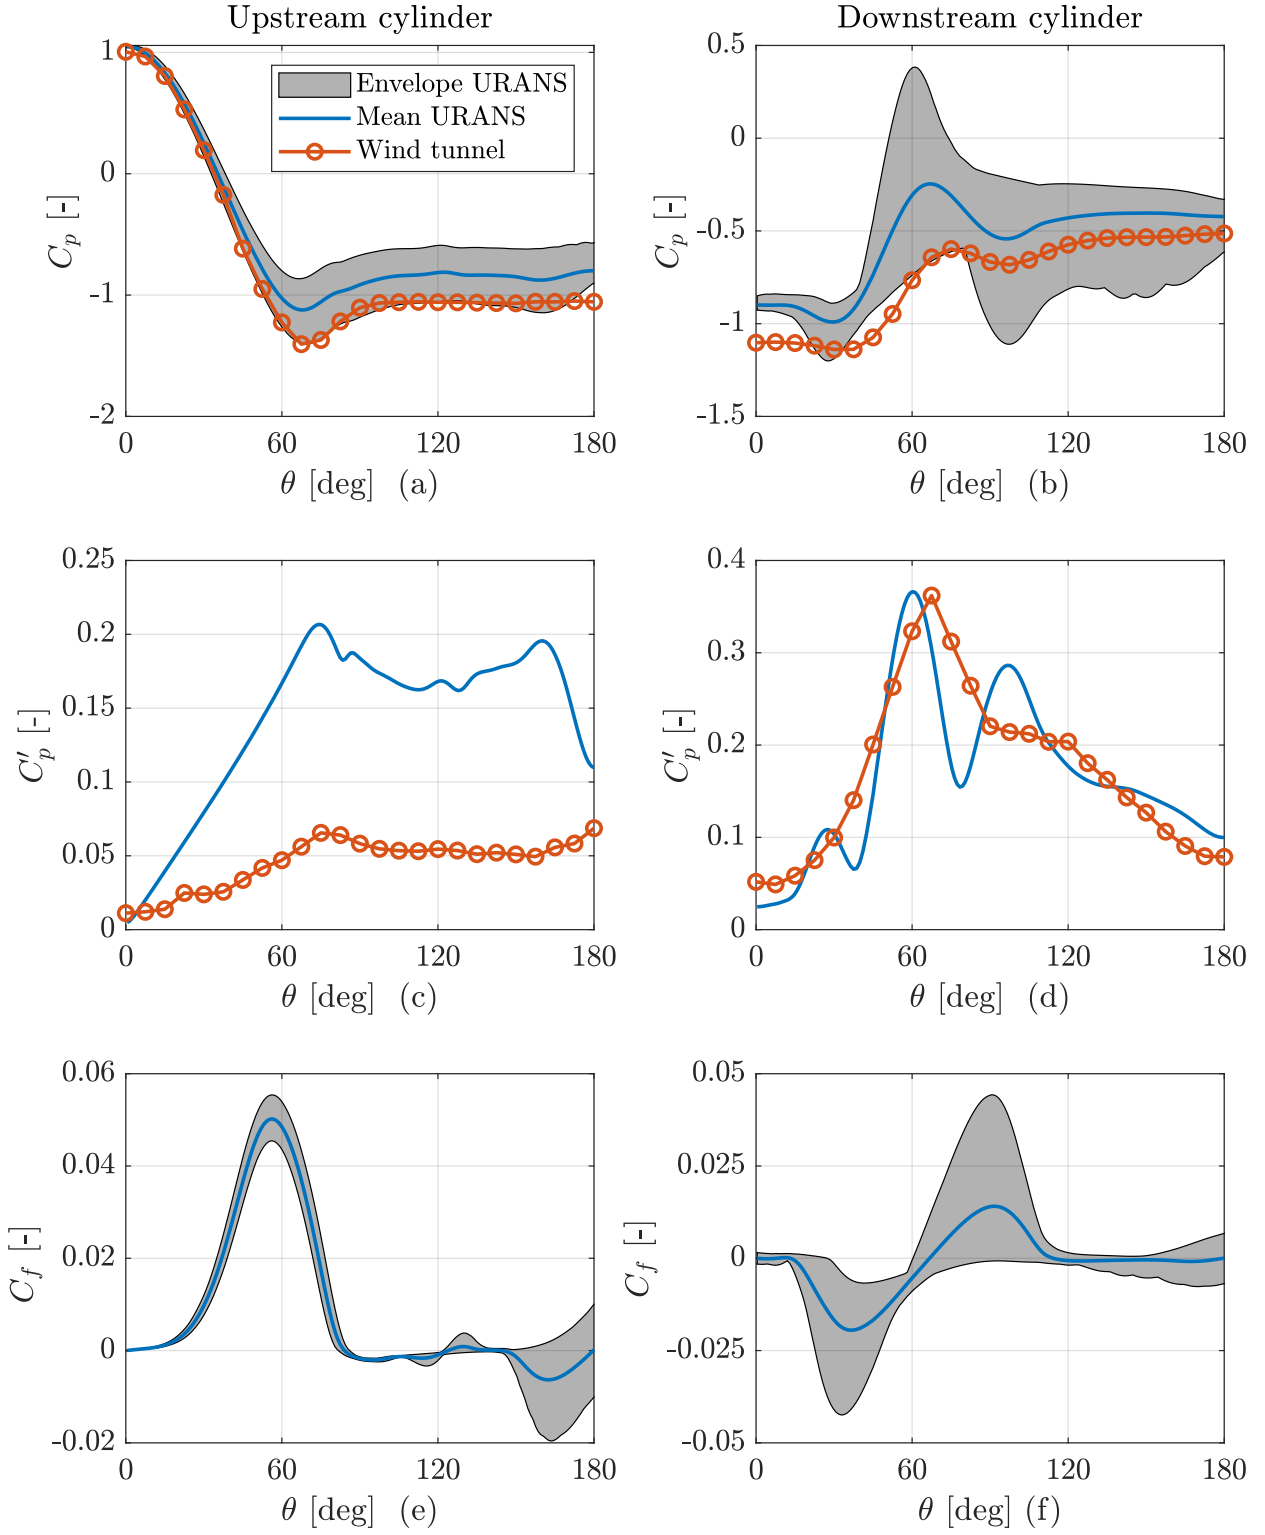 Upstream cylinder
Downstream cylinder
1
0
-1
-2
C_p [-]
Envelope URANS
Mean URANS
Wind tunnel
0 60 120 180
θ [deg] (a)
0.5
0
-0.5
-1
-1.5
C_p [-]
0 60 120 180
θ [deg] (b)
0.25
0.2
0.15
0.1
0.05
0
C_p′ [-]
0 60 120 180
θ [deg] (c)
0.4
0.3
0.2
0.1
0
C_p′ [-]
0 60 120 180
θ [deg] (d)
0.06
0.04
0.02
0
-0.02
C_f [-]
0 60 120 180
θ [deg] (e)
0.05
0.025
0
-0.025
-0.05
C_f [-]
0 60 120 180
θ [deg] (f)